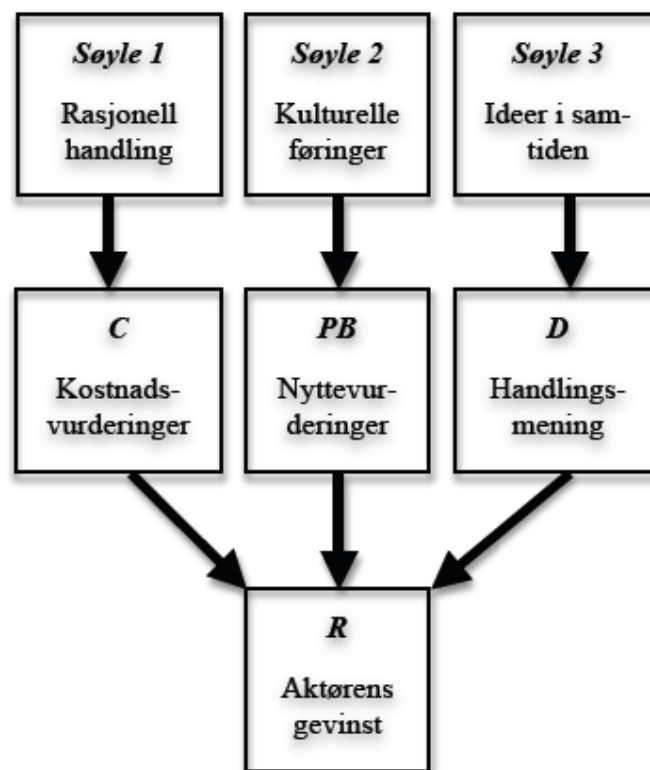 Søyle 1
Rasjonell
handling
Søyle 2
Kulturelle
føringer
Søyle 3
Ideer i sam-
tiden
C
Kostnads-
vurderinger
PB
Nyttevur-
deringer
D
Handlings-
mening
R
Aktørens
gevinst